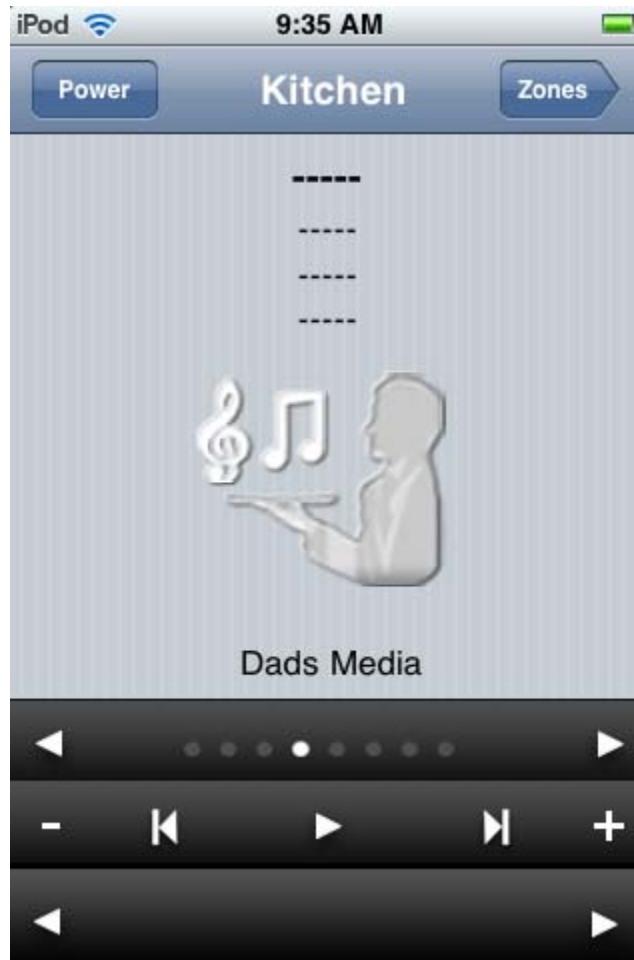 iPod 9:35 AM
Power Kitchen Zones
-----
-----
-----
-----
Dads Media
- +